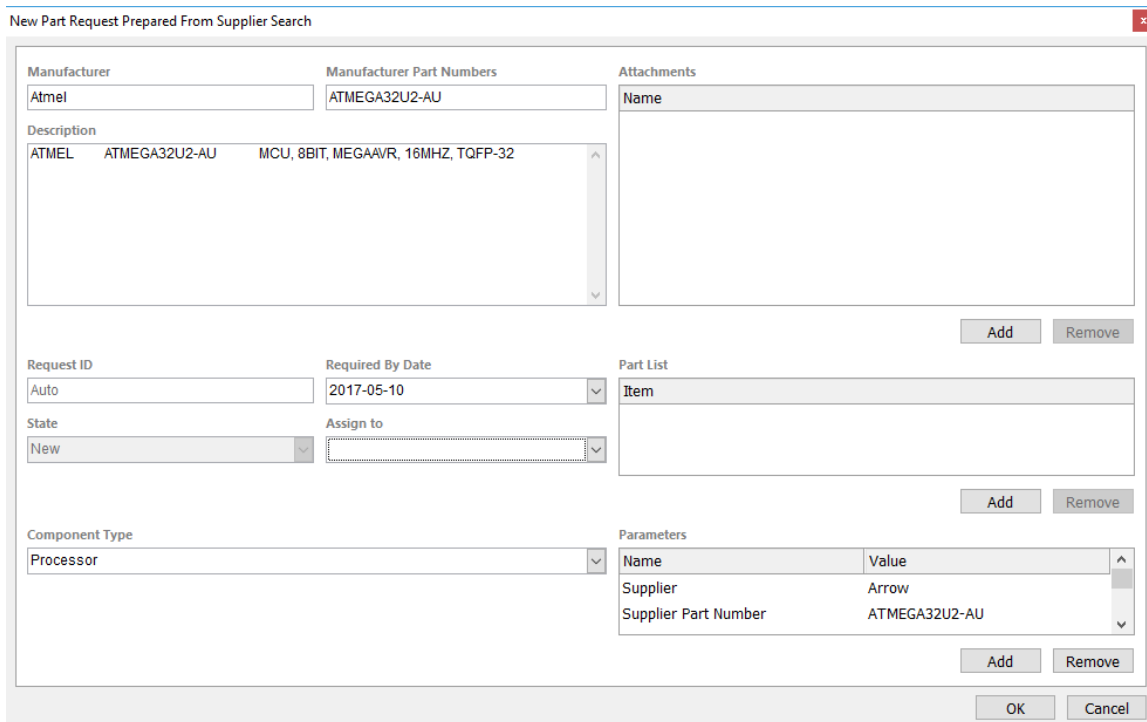 New Part Request Prepared From Supplier Search
x
Manufacturer
Manufacturer Part Numbers
Attachments
Atmel
ATMEGA32U2-AU
Name
Description
ATMEL ATMEGA32U2-AU MCU, 8BIT, MEGAAVR, 16MHZ, TQFP-32
Add
Remove
Request ID
Required By Date
Part List
Auto
2017-05-10
Item
State
Assign to
New
Add
Remove
Component Type
Parameters
Processor
Name Value
Supplier Arrow
Supplier Part Number ATMEGA32U2-AU
Add
Remove
OK
Cancel